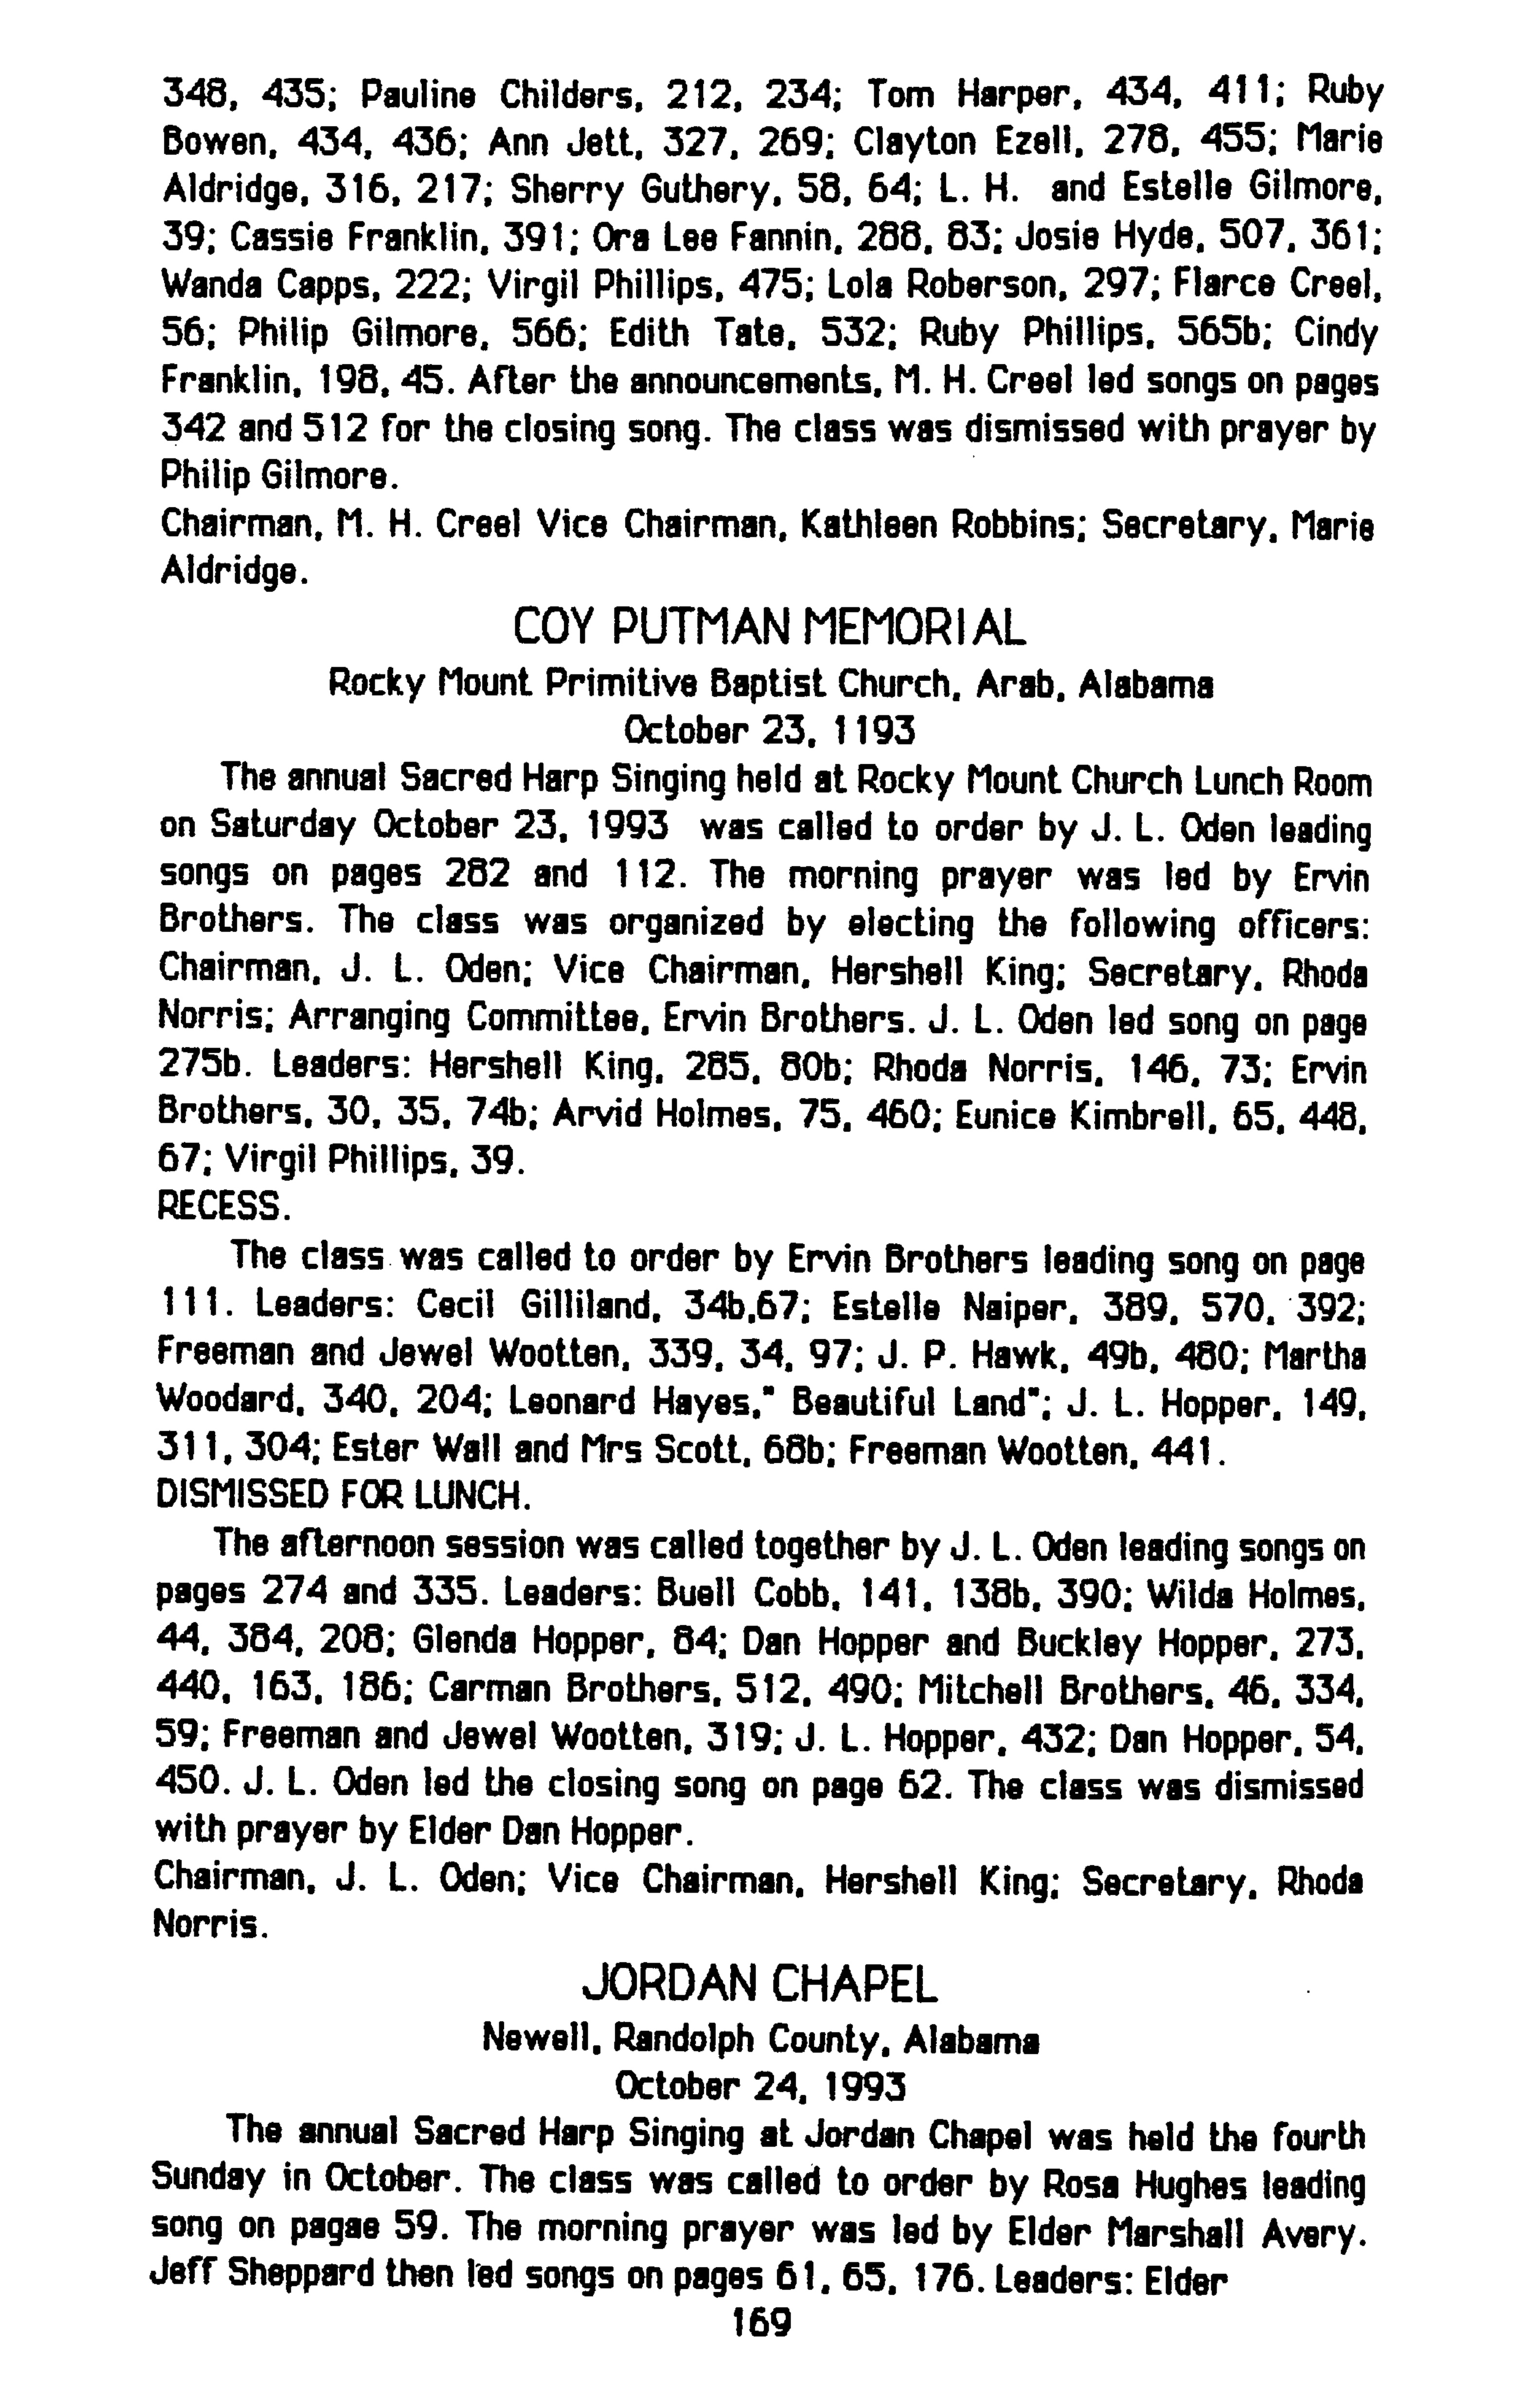 348, 435; Pauline Childers, 212, 234; Tom Harper, 434, 411; Ruby
Bowen, 434, 436; Ann Jett, 327, 269; Clayton Ezell, 278, 455; Marie
Aldridge, 316, 217; Sherry Guthery, 58, 64; L. H. and Estelle Gilmore,
39; Cassie Franklin, 391; Ora Lee Fannin, 288, 83; Josie Hyde, 507, 361;
Wanda Capps, 222; Virgil Phillips, 475; Lola Roberson, 297; Flarce Creel,
56; Philip Gilmore, 566; Edith Tate, 532; Ruby Phillips, 565b; Cindy
Franklin, 198, 45. After the announcements, M. H. Creel led songs on pages
342 and 512 for the closing song. The class was dismissed with prayer by
Philip Gilmore.
Chairman, M. H. Creel Vice Chairman, Kathleen Robbins; Secretary, Marie
Aldridge.
COY PUTMAN MEMORIAL
Rocky Mount Primitive Baptist Church, Arab, Alabama
October 23, 1193
The annual Sacred Harp Singing held at Rocky Mount Church Lunch Room
on Saturday October 23, 1993 was called to order by J. L. Oden leading
songs on pages 282 and 112. The morning prayer was led by Ervin
Brothers. The class was organized by electing the following officers:
Chairman, J. L. Oden; Vice Chairman, Hershell King; Secretary, Rhoda
Norris; Arranging Committee, Ervin Brothers. J. L. Oden led song on page
275b. Leaders: Hershell King, 285, 80b; Rhoda Norris, 146, 73; Ervin
Brothers, 30, 35, 74b; Arvid Holmes, 75, 460; Eunice Kimbrell, 65, 448,
67; Virgil Phillips, 39.
RECESS.
The class was called to order by Ervin Brothers leading song on page
111. Leaders: Cecil Gilliland, 34b,67; Estelle Naiper, 389, 570, 392;
Freeman and Jewel Wootten, 339, 34, 97; J. P. Hawk, 49b, 480; Martha
Woodard, 340, 204; Leonard Hayes," Beautiful Land"; J. L. Hopper, 149,
311, 304; Ester Wall and Mrs Scott, 68b; Freeman Wootten, 441.
DISMISSED FOR LUNCH.
The afternoon session was called together by J. L. Oden leading songs on
pages 274 and 335. Leaders: Buell Cobb, 141, 138b, 390; Wilda Holmes,
44, 384, 208; Glenda Hopper, 84; Dan Hopper and Buckley Hopper, 273,
440, 163, 186; Carman Brothers, 512, 490; Mitchell Brothers, 46, 334,
59; Freeman and Jewel Wootten, 319; J. L. Hopper, 432; Dan Hopper, 54,
450. J. L. Oden led the closing song on page 62. The class was dismissed
with prayer by Elder Dan Hopper.
Chairman, J. L. Oden; Vice Chairman, Hershell King; Secretary, Rhoda
Norris.
JORDAN CHAPEL
Newell, Randolph County, Alabama
October 24, 1993
The annual Sacred Harp Singing at Jordan Chapel was held the fourth
Sunday in October. The class was called to order by Rosa Hughes leading
song on pagae 59. The morning prayer was led by Elder Marshall Avery.
Jeff Sheppard then led songs on pages 61, 65, 176. Leaders: Elder
169